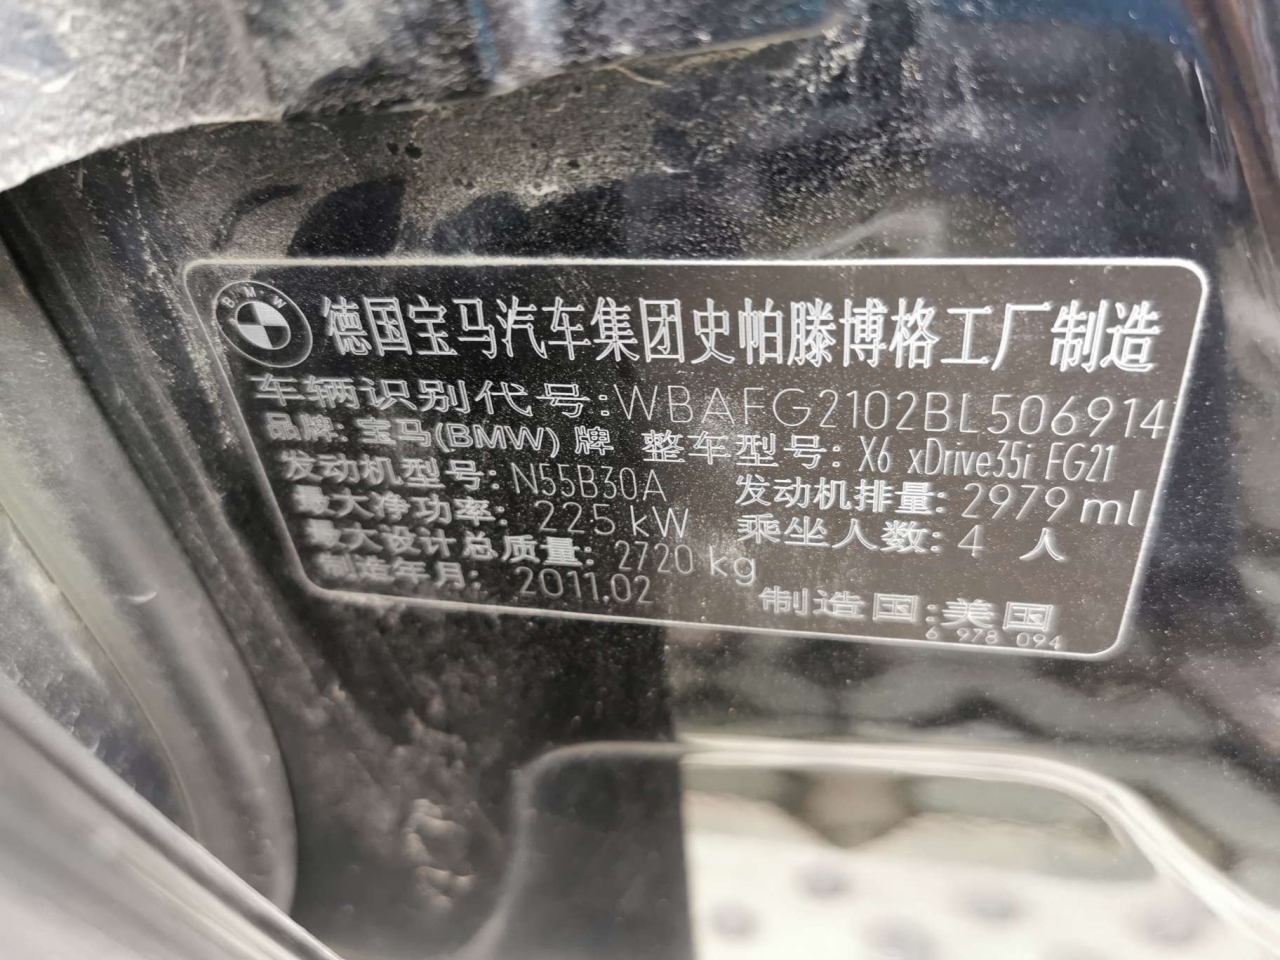 BMW
德国宝马汽车集团史帕滕博格工厂制造
车辆识别代号:WBAFG2102BL506914
品牌: 宝马(BMW) 牌 整车型号: X6 xDrive35i FG21
发动机型号: N55B30A 发动机排量: 2979 ml
最大净功率: 225 kW 乘坐人数: 4 人
最大设计总质量: 2720 kg
制造年月: 2011.02 制造国:美国
6 978 094